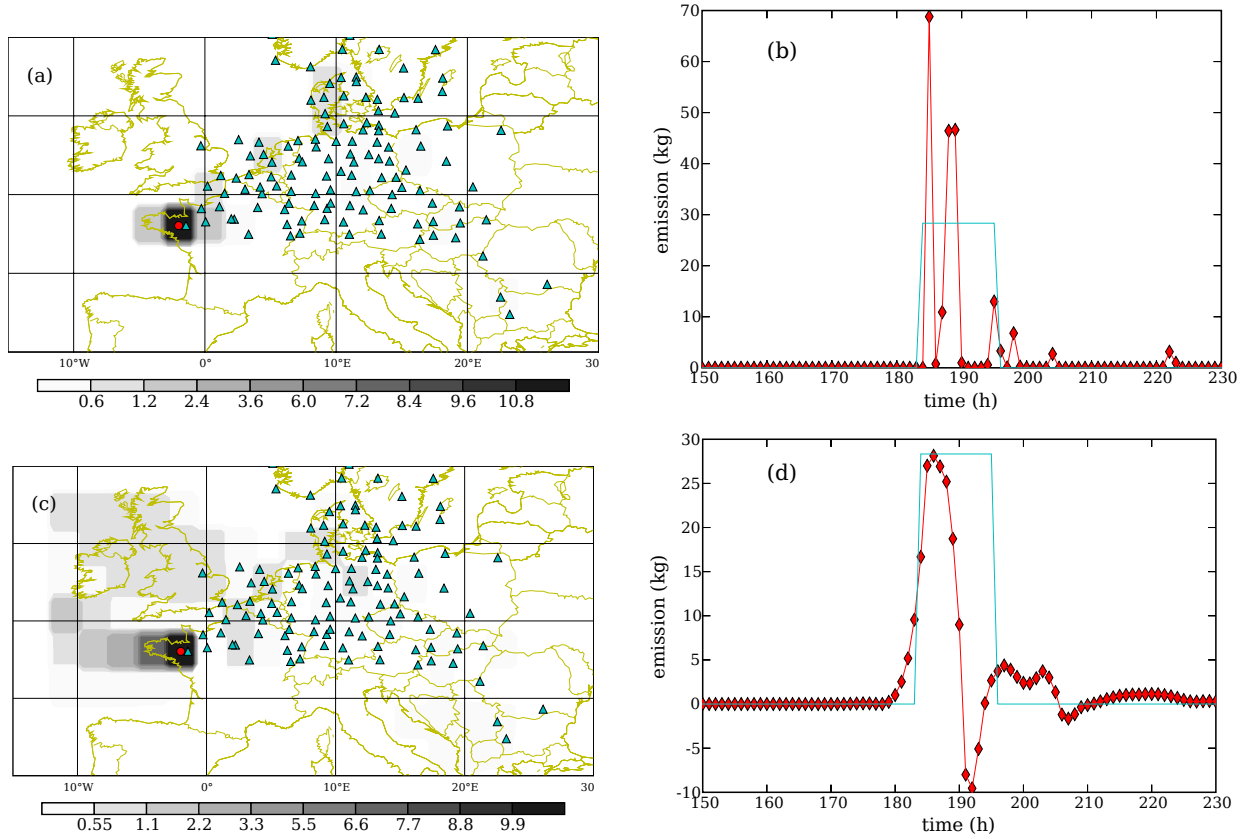 (a)
10°W 0° 10°E 20°E 30
0.6 1.2 2.4 3.6 6.0 7.2 8.4 9.6 10.8
(b)
emission (kg)
70
60
50
40
30
20
10
0
150 160 170 180 190 200 210 220 230
time (h)
(c)
10°W 0° 10°E 20°E 30
0.55 1.1 2.2 3.3 5.5 6.6 7.7 8.8 9.9
(d)
emission (kg)
30
25
20
15
10
5
0
-5
-10
150 160 170 180 190 200 210 220 230
time (h)